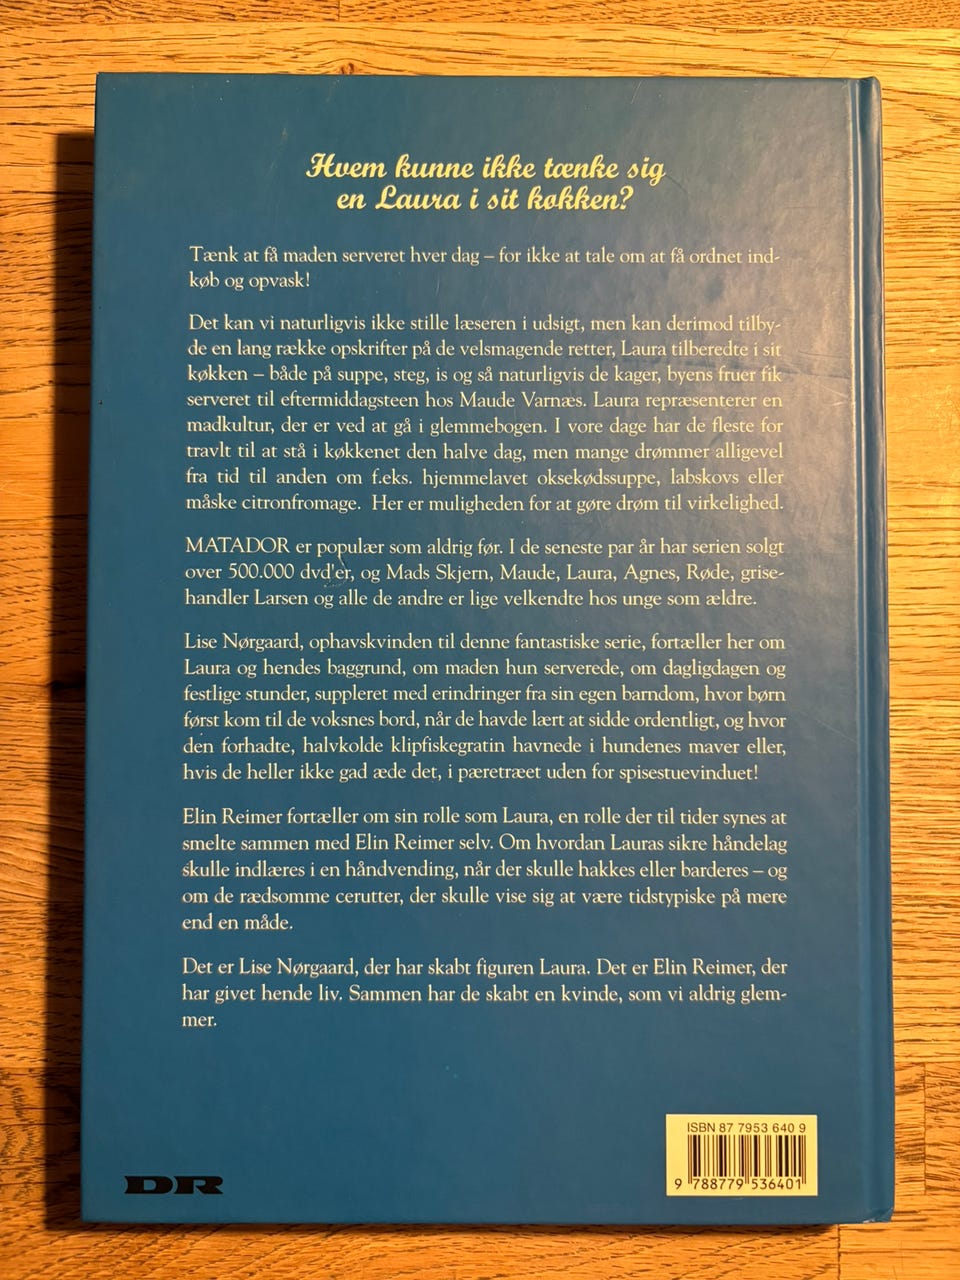 Hvem kunne ikke tænke sig
en Laura i sit køkken?
Tænk at få maden serveret hver dag – for ikke at tale om at få ordnet ind-
køb og opvask!
Det kan vi naturligvis ikke stille læseren i udsigt, men kan derimod tilby-
de en lang række opskrifter på de velsmagende retter, Laura tilberedte i sit
køkken – både på suppe, steg, is og så naturligvis de kager, byens fruer fik
serveret til eftermiddagsteen hos Maude Varnæs. Laura repræsenterer en
madkultur, der er ved at gå i glemmebogen. I vore dage har de fleste for
travlt til at stå i køkkenet den halve dag, men mange drømmer alligevel
fra tid til anden om f.eks. hjemmelavet oksekødssuppe, labskovs eller
måske citronfromage. Her er muligheden for at gøre drøm til virkelighed.
MATADOR er populær som aldrig før. I de seneste par år har serien solgt
over 500.000 dvd'er, og Mads Skjern, Maude, Laura, Agnes, Røde, grise-
handler Larsen og alle de andre er lige velkendte hos unge som ældre.
Lise Nørgaard, ophavskvinden til denne fantastiske serie, fortæller her om
Laura og hendes baggrund, om maden hun serverede, om dagligdagen og
festlige stunder, suppleret med erindringer fra sin egen barndom, hvor børn
først kom til de voksnes bord, når de havde lært at sidde ordentligt, og hvor
den forhadte, halvkolde klipfiskegratin havnede i hundenes maver eller,
hvis de heller ikke gad æde det, i pæretræet uden for spisestuevinduet!
Elin Reimer fortæller om sin rolle som Laura, en rolle der til tider synes at
smelte sammen med Elin Reimer selv. Om hvordan Lauras sikre håndelag
skulle indlæres i en håndvending, når der skulle hakkes eller barderes – og
om de rædsomme cerutter, der skulle vise sig at være tidstypiske på mere
end en måde.
Det er Lise Nørgaard, der har skabt figuren Laura. Det er Elin Reimer, der
har givet hende liv. Sammen har de skabt en kvinde, som vi aldrig glem-
mer.
ISBN 87 7953 640 9
9 788779 536401
DR